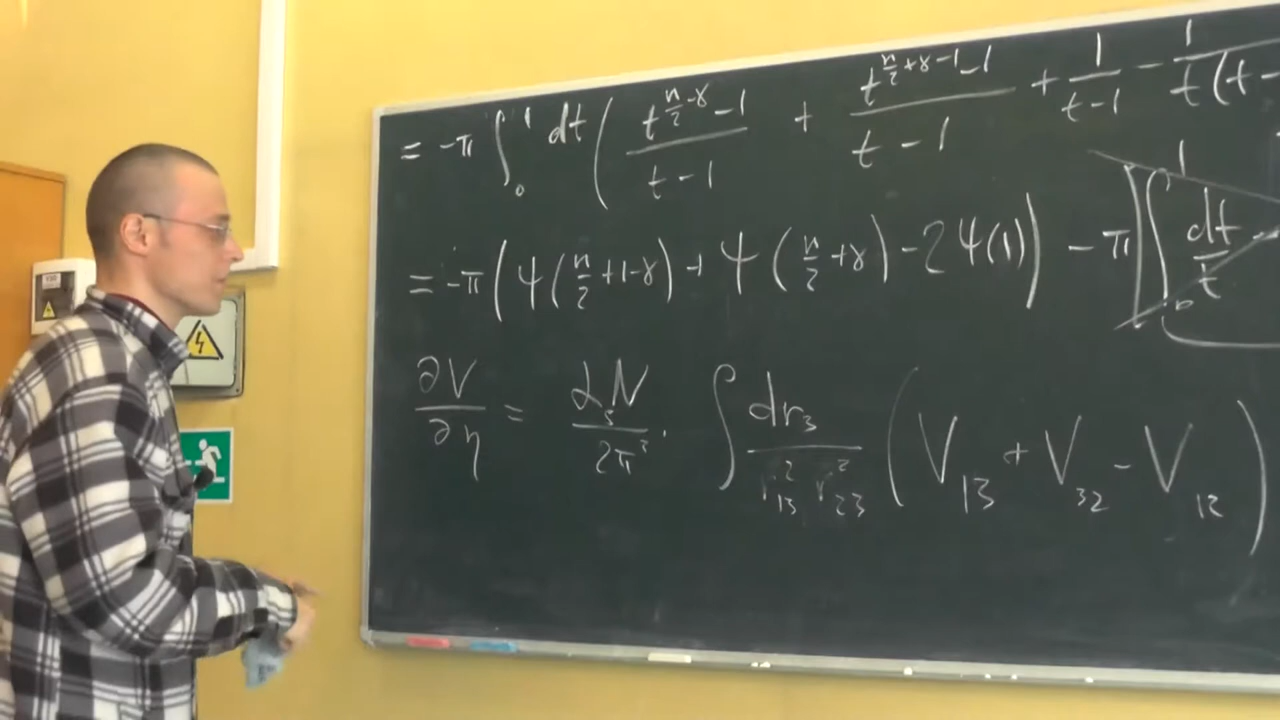 = -π ∫₀¹ dt ( (t^{n/2-γ} - 1)/(t - 1) + (t^{n/2+γ-1} - 1)/(t - 1) + 1/(t-1) - 1/(t(t-
= -π ( ψ(n/2+1-γ) + ψ(n/2+γ) - 2ψ(1) ) - π [ ∫₀¹ dt/t -
∂V/∂η = α_s N/2π² · ∫ dr₃/(r₁₃² r₂₃²) ( V₁₃ + V₃₂ - V₁₂ )